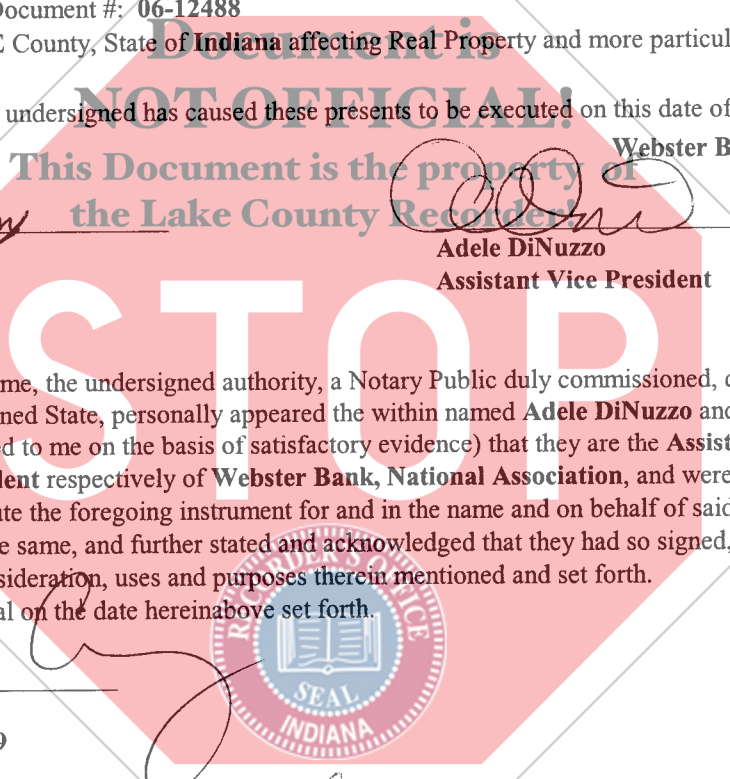 Document #: 06-12488
Document is
County, State of Indiana affecting Real Property and more particul
NOT OFFICIAL!
undersigned has caused these presents to be executed on this date of
Webster B
This Document is the property of
the Lake County Recorder!
Adele DiNuzzo
Assistant Vice President
STOP
me, the undersigned authority, a Notary Public duly commissioned,
ned State, personally appeared the within named Adele DiNuzzo and
ed to me on the basis of satisfactory evidence) that they are the Assist
dent respectively of Webster Bank, National Association, and were
te the foregoing instrument for and in the name and on behalf of said
e same, and further stated and acknowledged that they had so signed,
sideration, uses and purposes therein mentioned and set forth.
al on the date hereinabove set forth.
RECORDER'S OFFICE
SEAL
INDIANA
9